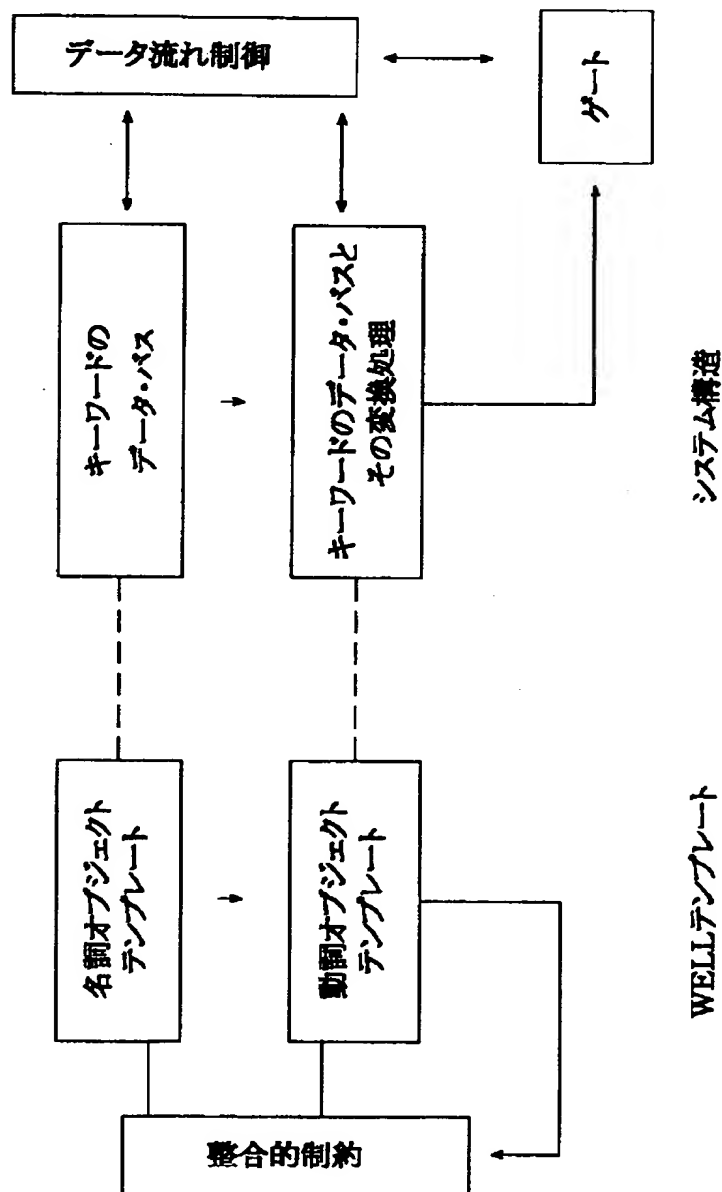 データ流れ制御
ゲート
キーワードの
データ・パス
キーワードのデータ・パスと
その変換処理
システム構造
名詞オブジェクト
テンプレート
動詞オブジェクト
テンプレート
WELLテンプレート
整合的制約